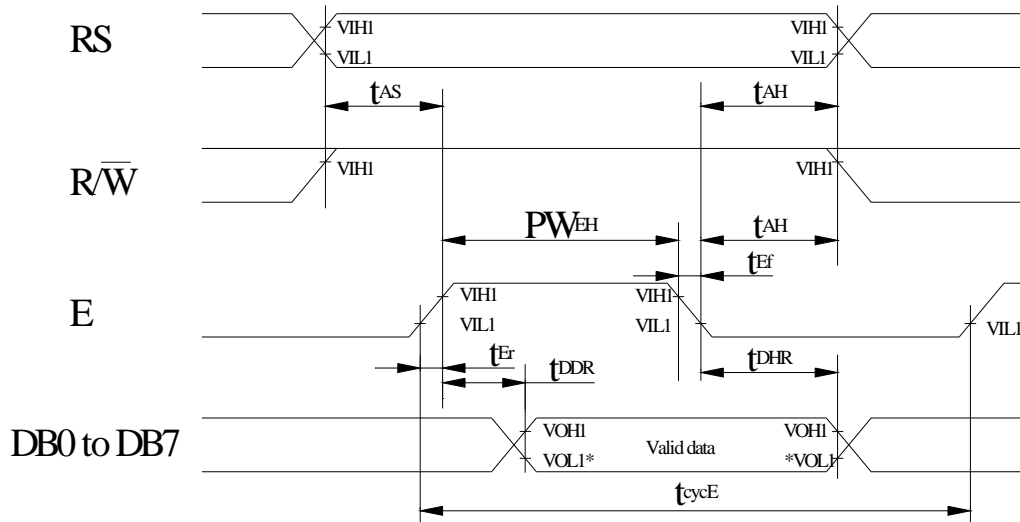 RS
VIH1
VIH1
VIL1
VIL1
tAS
tAH
R/W̅
VIH1
VIH1
PWEH
tAH
tEf
E
VIH1
VIH1
VIL1
VIL1
VIL1
tEr
tDDR
tDHR
DB0 to DB7
VOH1
VOH1
VOL1*
Valid data
*VOL1
tcycE